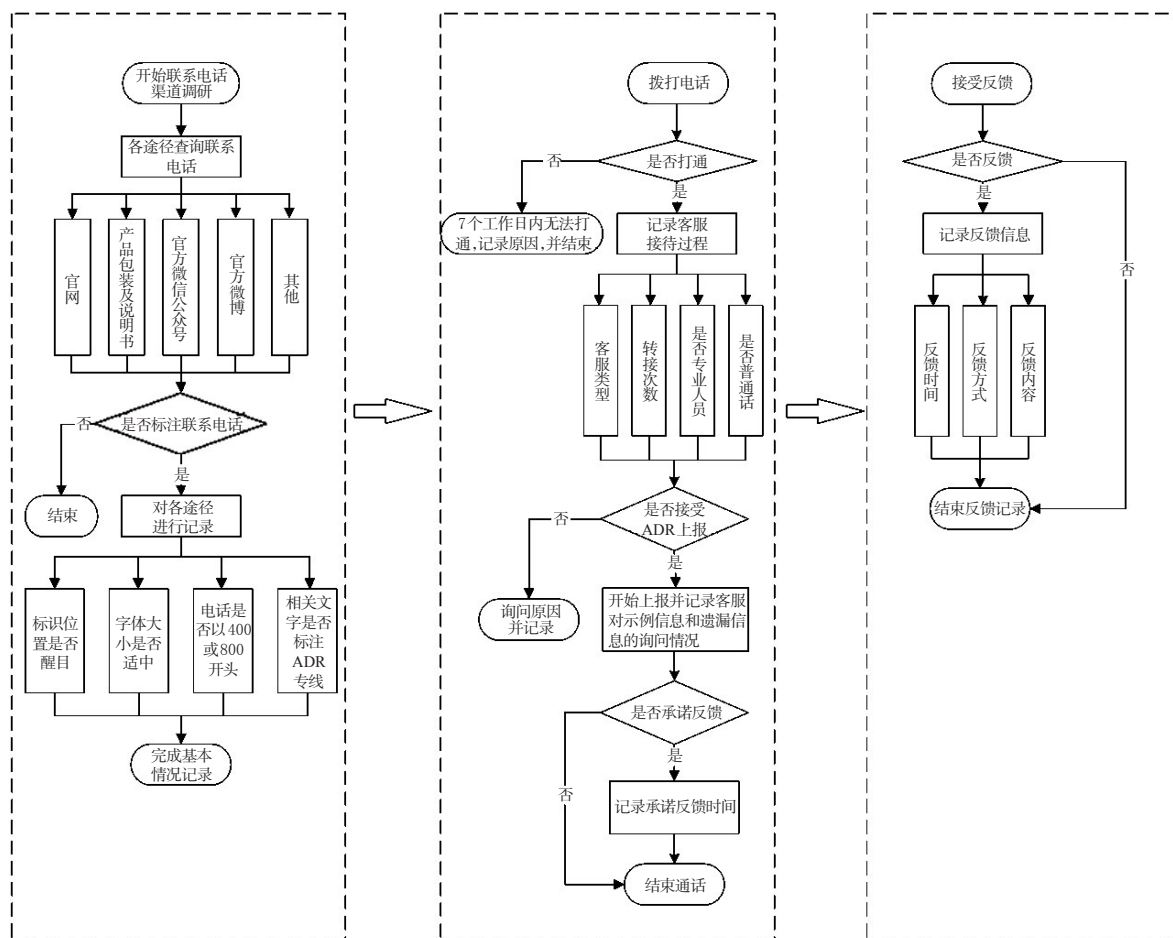 开始联系电话
渠道调研
各途径查询联系
电话
官网
产品包装及说明书
官方微信公众号
官方微博
其他
是否标注联系电话
否
是
结束
对各途径
进行记录
标识位
置是否
醒目
字体大
小是否
适中
电话是
否以400
或800
开头
相关文
字是否
标注
ADR
专线
完成基本
情况记录
拨打电话
是否打通
否
是
7个工作日内无法打
通,记录原因,并结束
记录客服
接待过程
客服类型
转接次数
是否专业人员
是否普通话
是否接受
ADR上报
否
是
询问原因
并记录
开始上报并记录客服
对示例信息和遗漏信
息的询问情况
是否承诺反馈
是
否
记录承诺反馈时间
结束通话
接受反馈
是否反馈
是
否
记录反馈信息
反馈时间
反馈方式
反馈内容
结束反馈记录